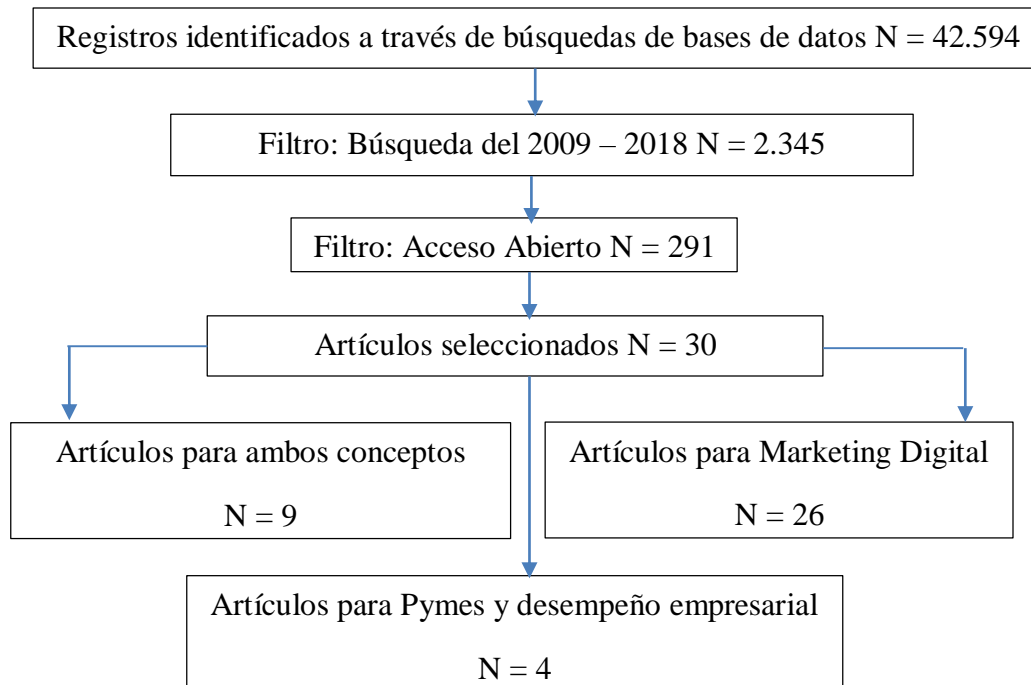 Registros identificados a través de búsquedas de bases de datos N = 42.594
Filtro: Búsqueda del 2009 – 2018 N = 2.345
Filtro: Acceso Abierto N = 291
Artículos seleccionados N = 30
Artículos para ambos conceptos
N = 9
Artículos para Marketing Digital
N = 26
Artículos para Pymes y desempeño empresarial
N = 4